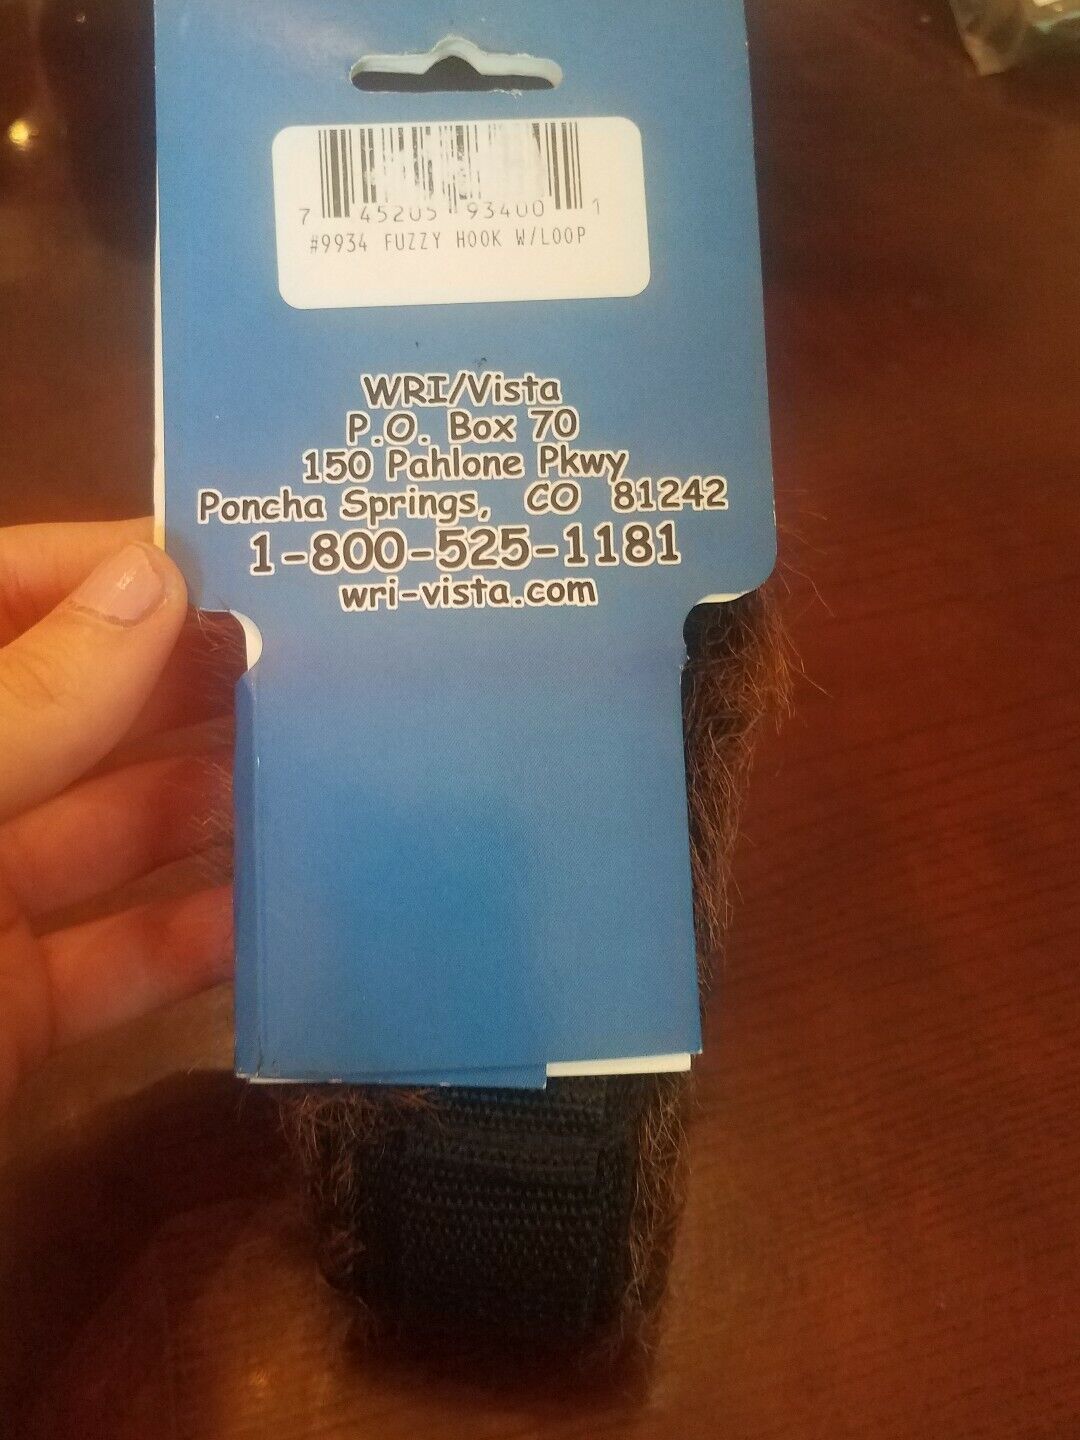 7 45205 93400 1
#9934 FUZZY HOOK W/LOOP
WRI/Vista
P.O. Box 70
150 Pahlone Pkwy
Poncha Springs, CO 81242
1-800-525-1181
wri-vista.com